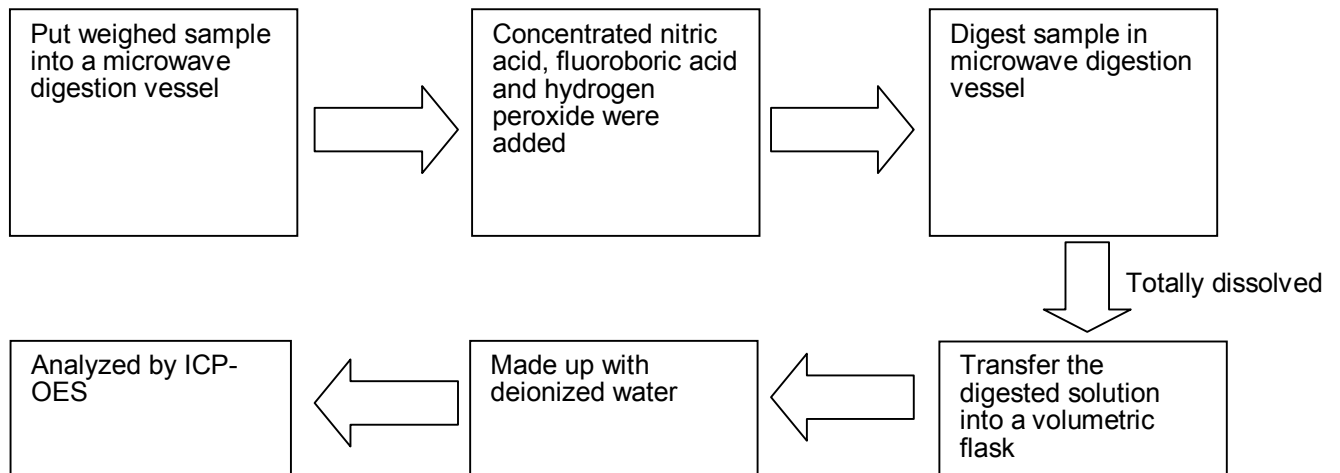 Put weighed sample
into a microwave
digestion vessel
Concentrated nitric
acid, fluoroboric acid
and hydrogen
peroxide were
added
Digest sample in
microwave digestion
vessel
Totally dissolved
Transfer the
digested solution
into a volumetric
flask
Made up with
deionized water
Analyzed by ICP-
OES